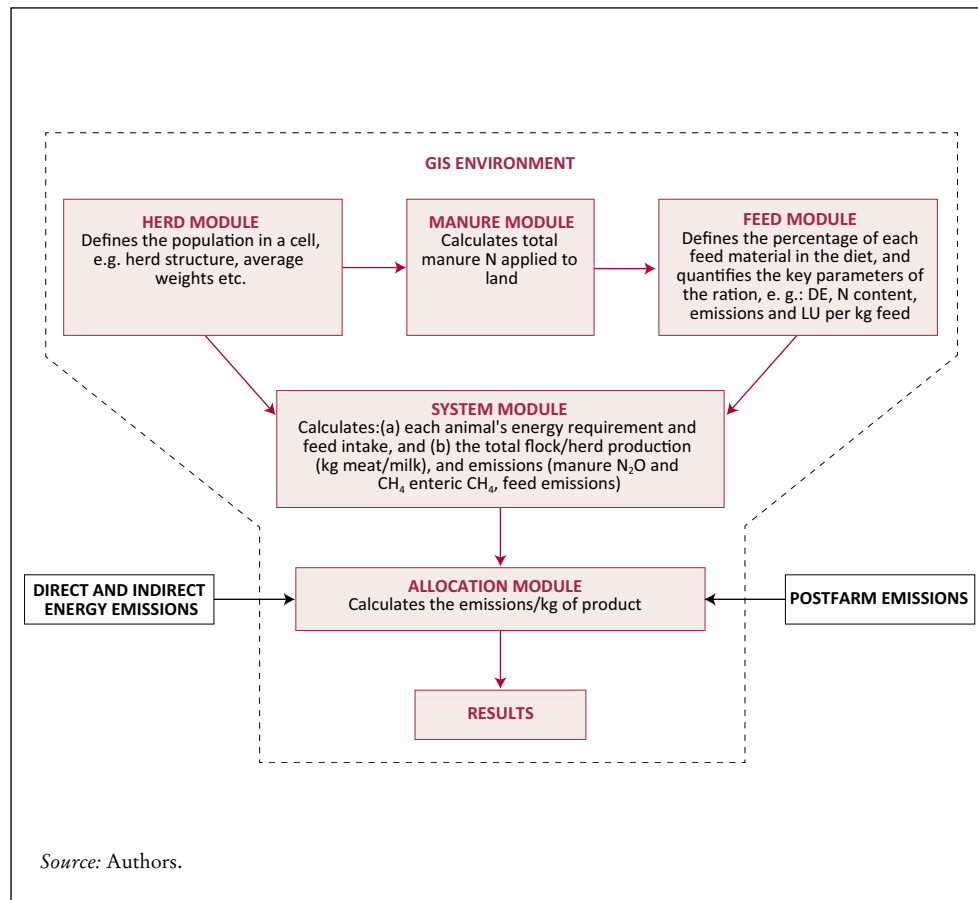 GIS ENVIRONMENT
HERD MODULE
Defines the population in a cell,
e.g. herd structure, average
weights etc.
MANURE MODULE
Calculates total
manure N applied to
land
FEED MODULE
Defines the percentage of each
feed material in the diet, and
quantifies the key parameters of
the ration, e. g.: DE, N content,
emissions and LU per kg feed
SYSTEM MODULE
Calculates:(a) each animal's energy requirement and
feed intake, and (b) the total flock/herd production
(kg meat/milk), and emissions (manure N₂O and
CH₄ enteric CH₄, feed emissions)
DIRECT AND INDIRECT
ENERGY EMISSIONS
ALLOCATION MODULE
Calculates the emissions/kg of product
POSTFARM EMISSIONS
RESULTS
Source: Authors.